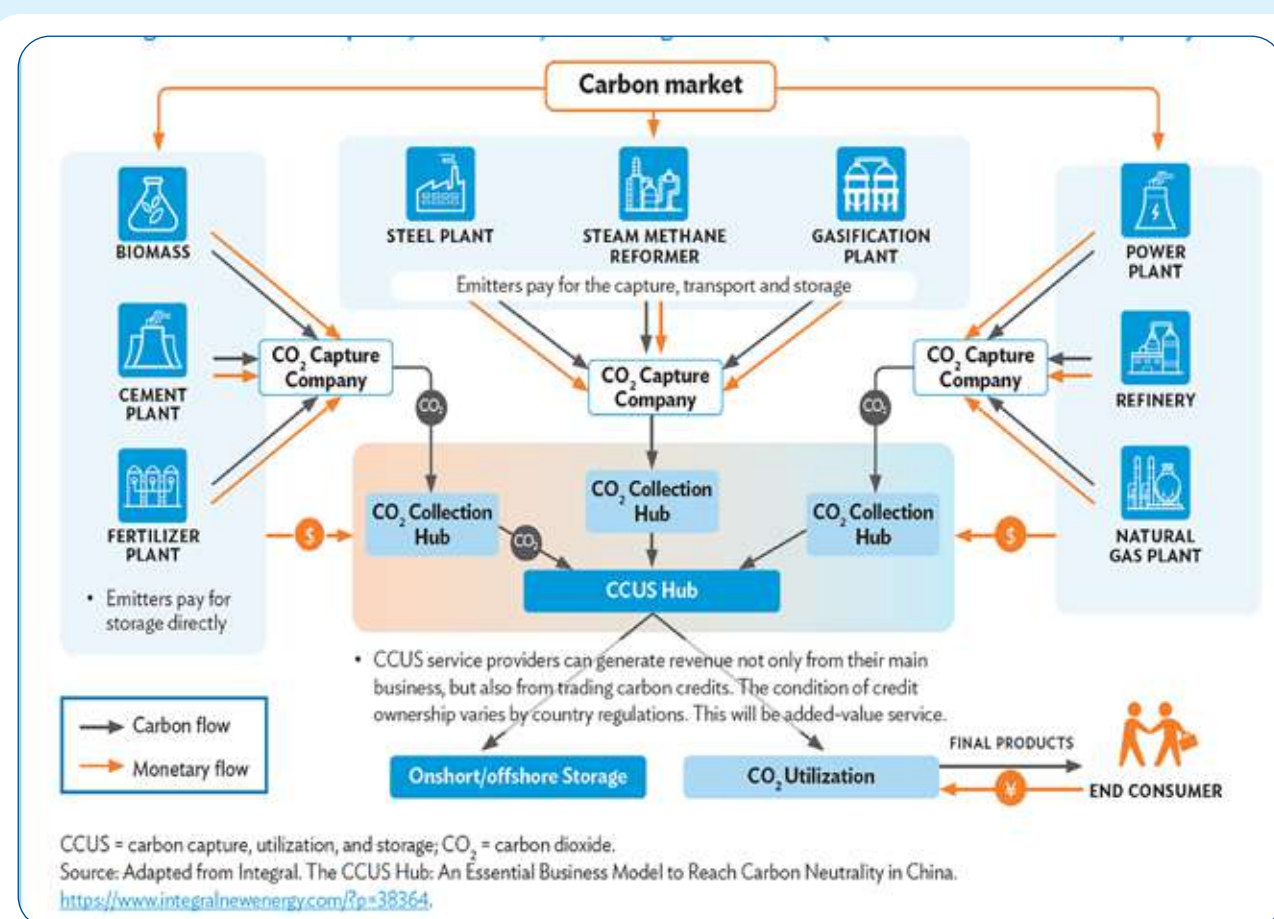 Carbon market
STEEL PLANT
STEAM METHANE
REFORMER
GASIFICATION
PLANT
Emitters pay for the capture, transport and storage
BIOMASS
CEMENT
PLANT
FERTILIZER
PLANT
• Emitters pay for
storage directly
POWER
PLANT
REFINERY
NATURAL
GAS PLANT
CO₂ Capture
Company
CO₂ Capture
Company
CO₂ Capture
Company
CO₂
CO₂
$
CO₂ Collection
Hub
CO₂
CO₂ Collection
Hub
CO₂ Collection
Hub
$
CCUS Hub
• CCUS service providers can generate revenue not only from their main
business, but also from trading carbon credits. The condition of credit
ownership varies by country regulations. This will be added-value service.
Carbon flow
Monetary flow
Onshort/offshore Storage
CO₂ Utilization
FINAL PRODUCTS
¥
END CONSUMER
CCUS = carbon capture, utilization, and storage; CO₂ = carbon dioxide.
Source: Adapted from Integral. The CCUS Hub: An Essential Business Model to Reach Carbon Neutrality in China.
https://www.integralnewenergy.com/?p=38364.